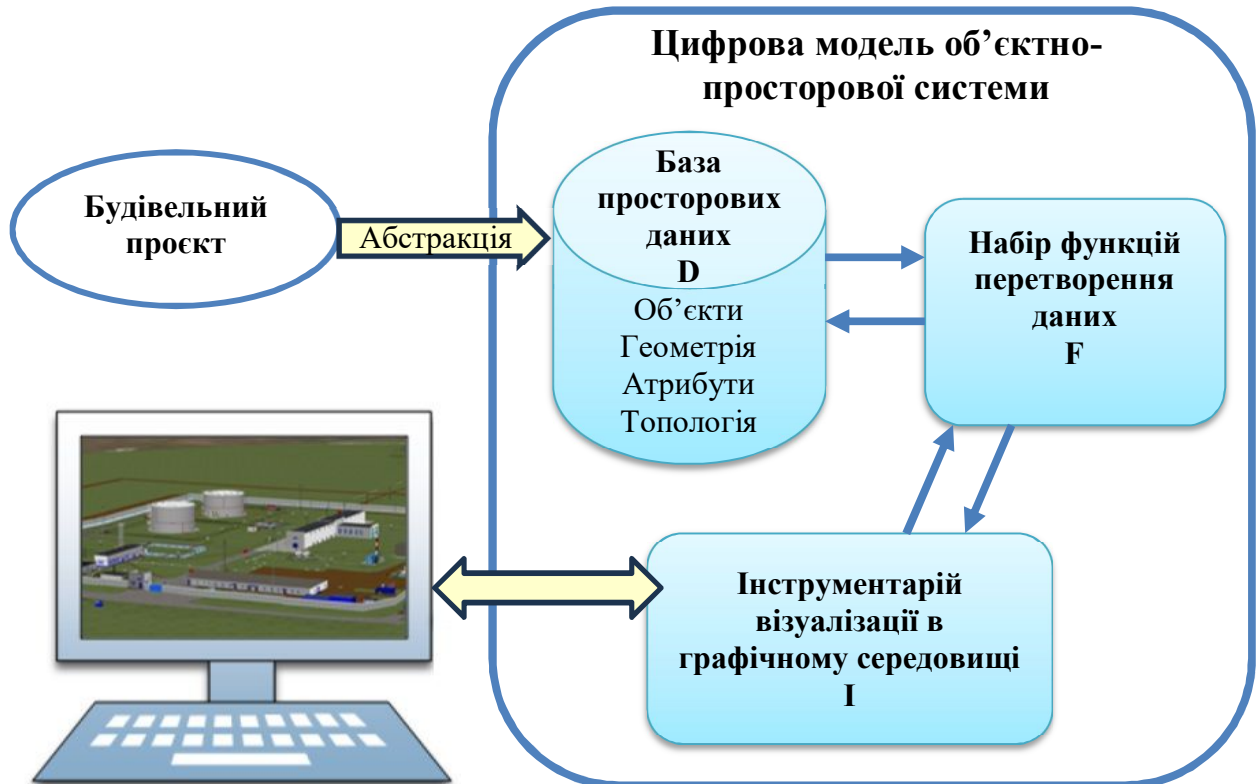 Цифрова модель об’єктно-
просторової системи
Будівельний
проєкт
Абстракція
База
просторових
даних
D
Об’єкти
Геометрія
Атрибути
Топологія
Набір функцій
перетворення
даних
F
Інструментарій
візуалізації в
графічному середовищі
I